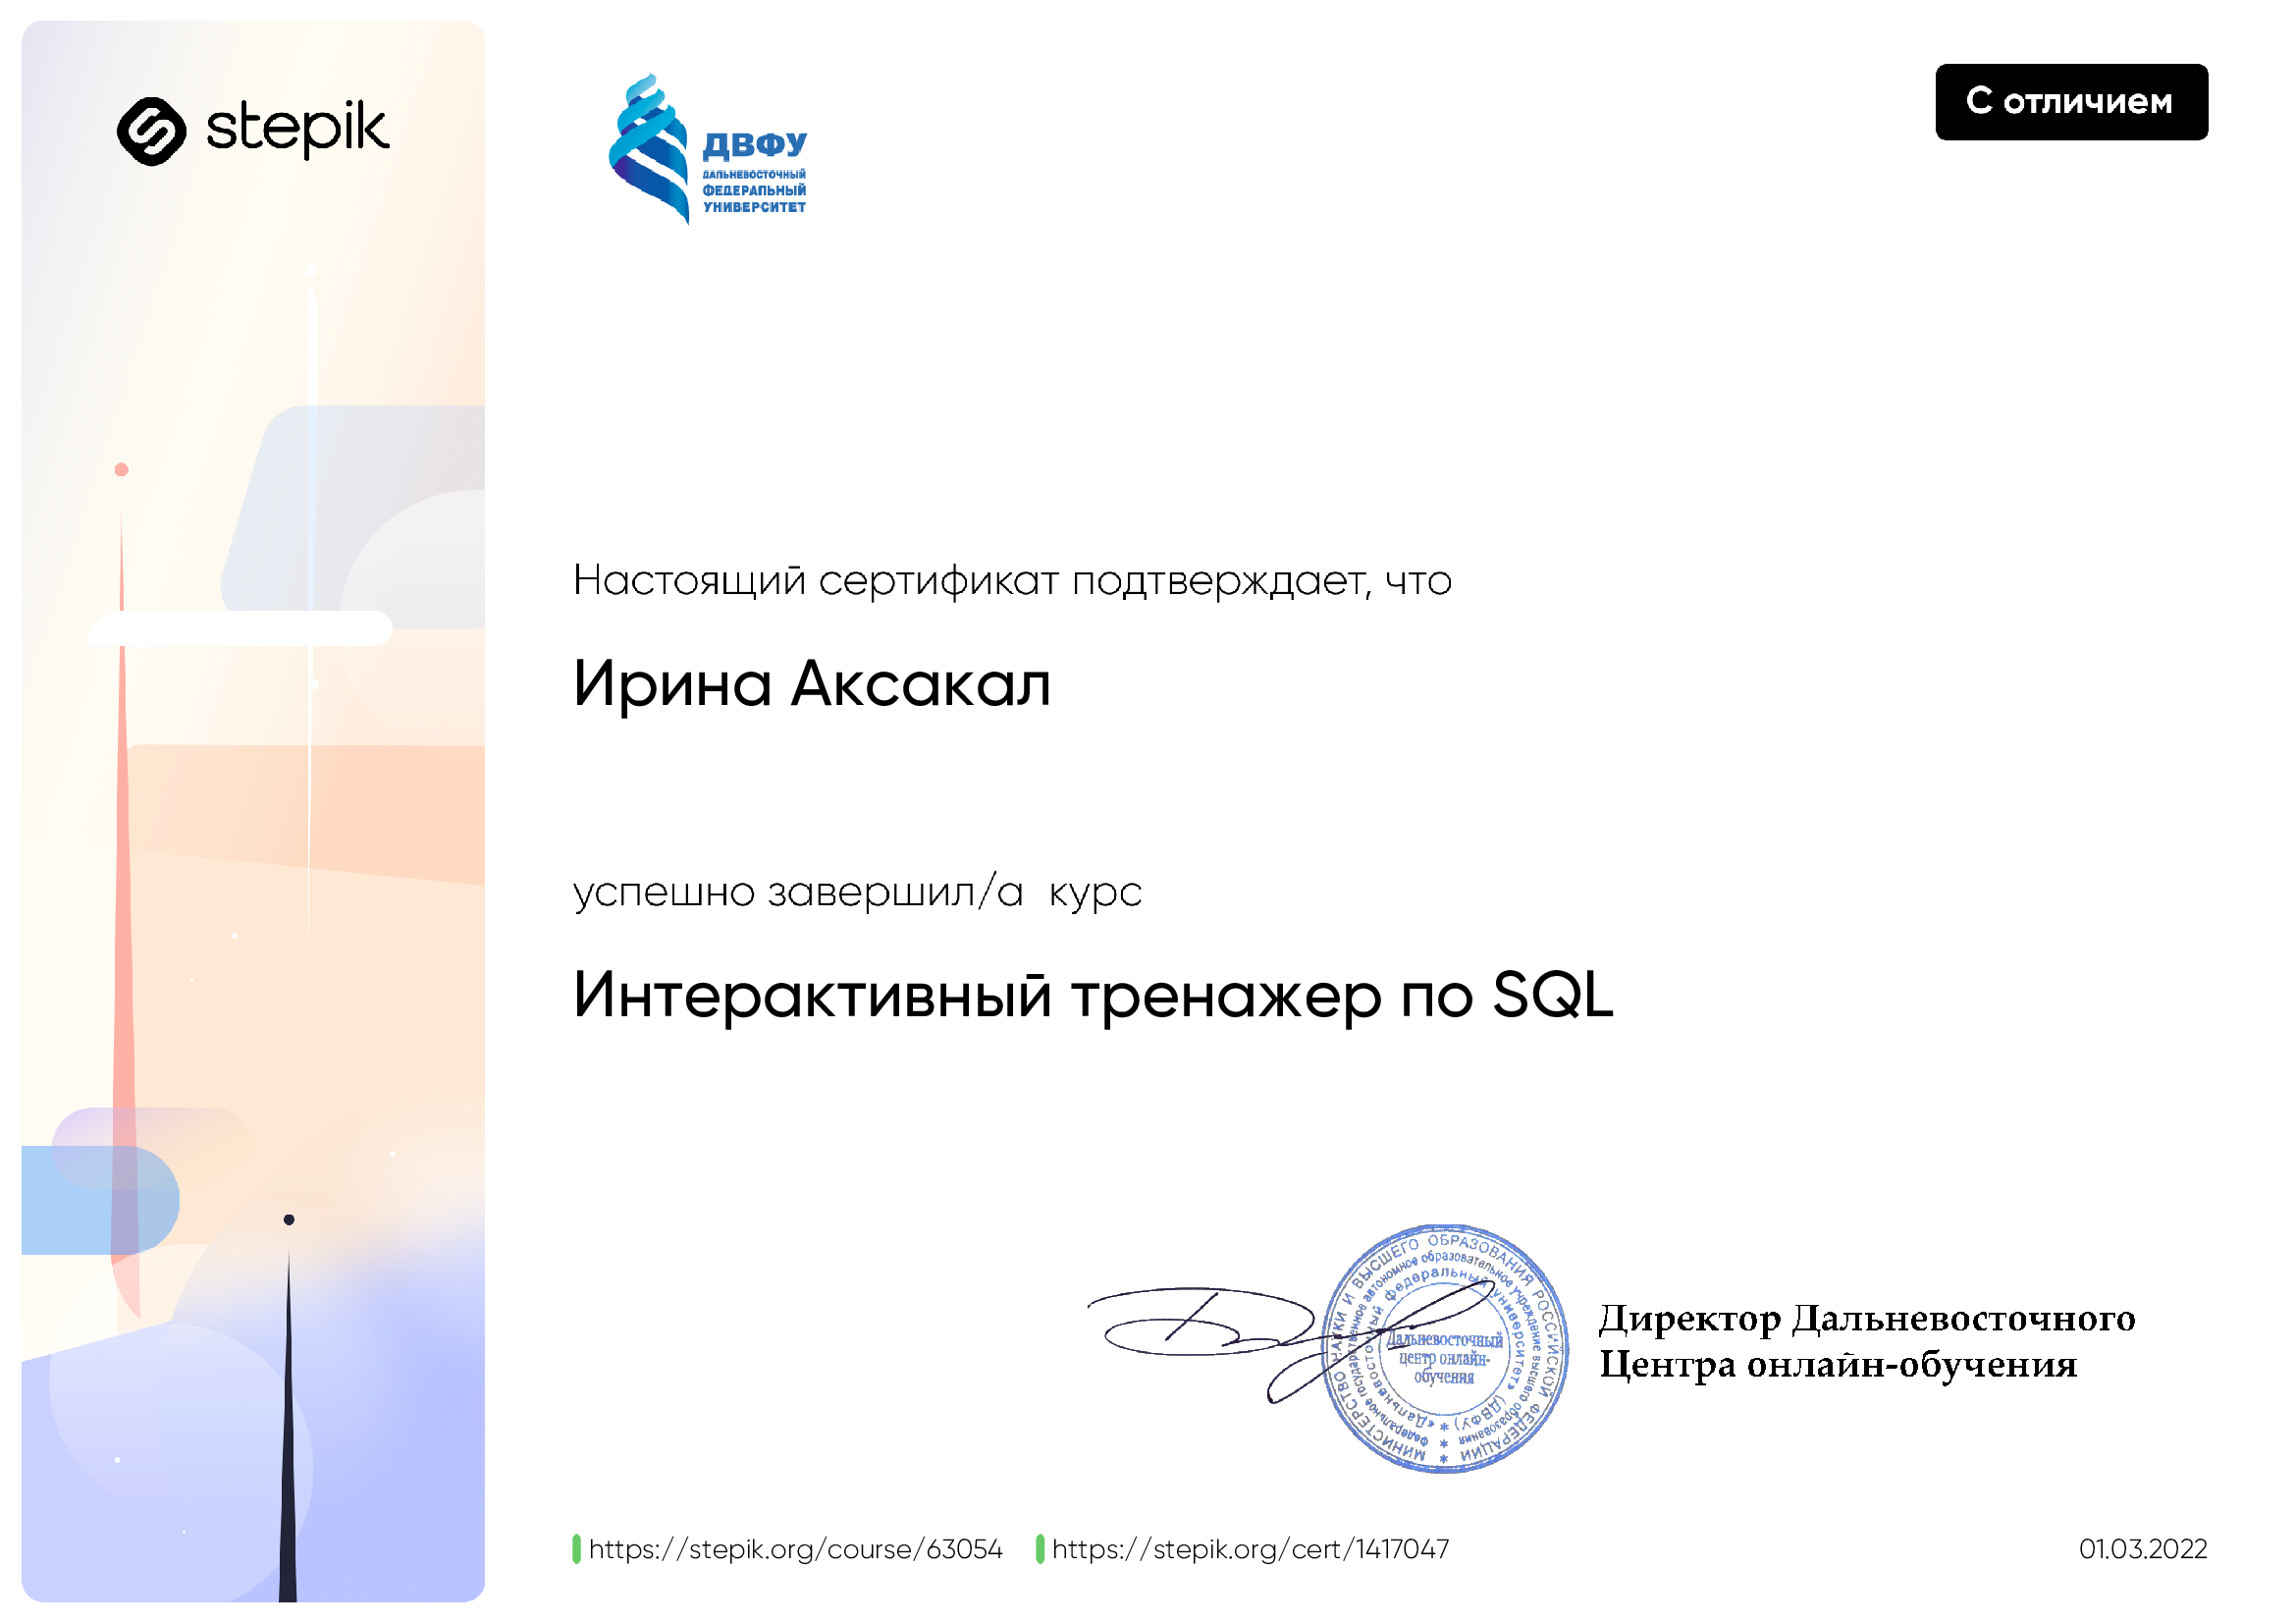 stepik
ДВФУ
ДАЛЬНЕВОСТОЧНЫЙ
ФЕДЕРАЛЬНЫЙ
УНИВЕРСИТЕТ
С отличием
Настоящий сертификат подтверждает, что
Ирина Аксакал
успешно завершил/а курс
Интерактивный тренажер по SQL
МИНИСТЕРСТВО НАУКИ И ВЫСШЕГО ОБРАЗОВАНИЯ РОССИЙСКОЙ ФЕДЕРАЦИИ
Федеральное государственное автономное образовательное учреждение высшего образования
«Дальневосточный федеральный университет» (ДВФУ)
Дальневосточный
центр онлайн-
обучения
Директор Дальневосточного
Центра онлайн-обучения
https://stepik.org/course/63054
https://stepik.org/cert/1417047
01.03.2022